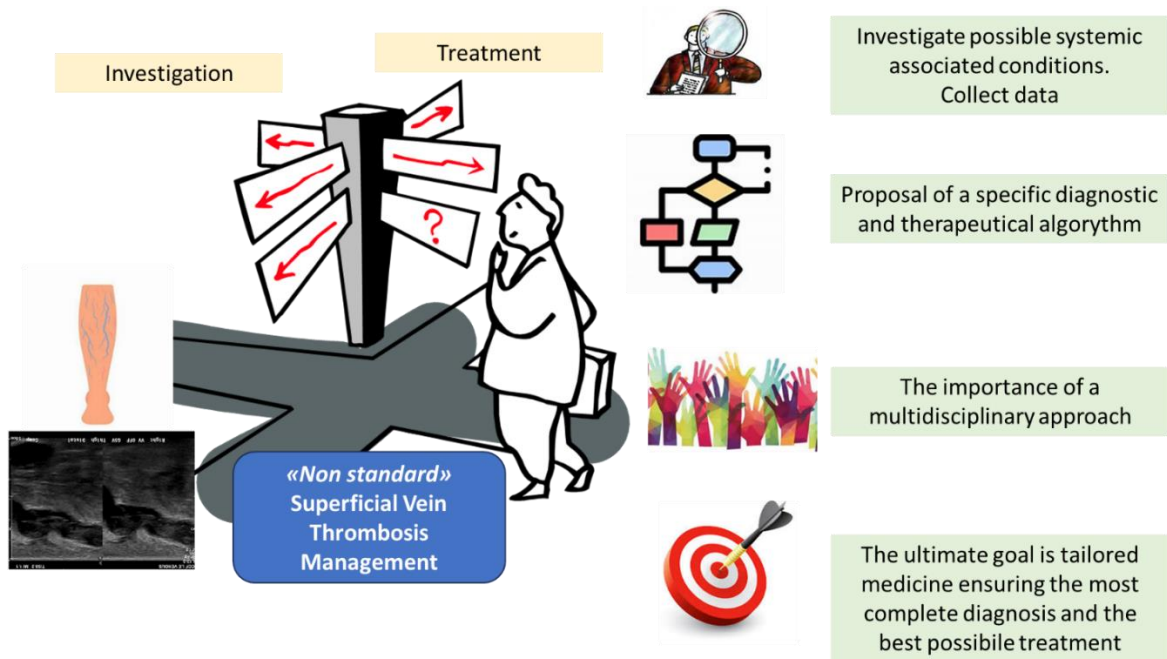 Investigation
Treatment
?
«Non standard»
Superficial Vein
Thrombosis
Management
Investigate possible systemic
associated conditions.
Collect data
Proposal of a specific diagnostic
and therapeutical algorythm
The importance of a
multidisciplinary approach
The ultimate goal is tailored
medicine ensuring the most
complete diagnosis and the
best possibile treatment